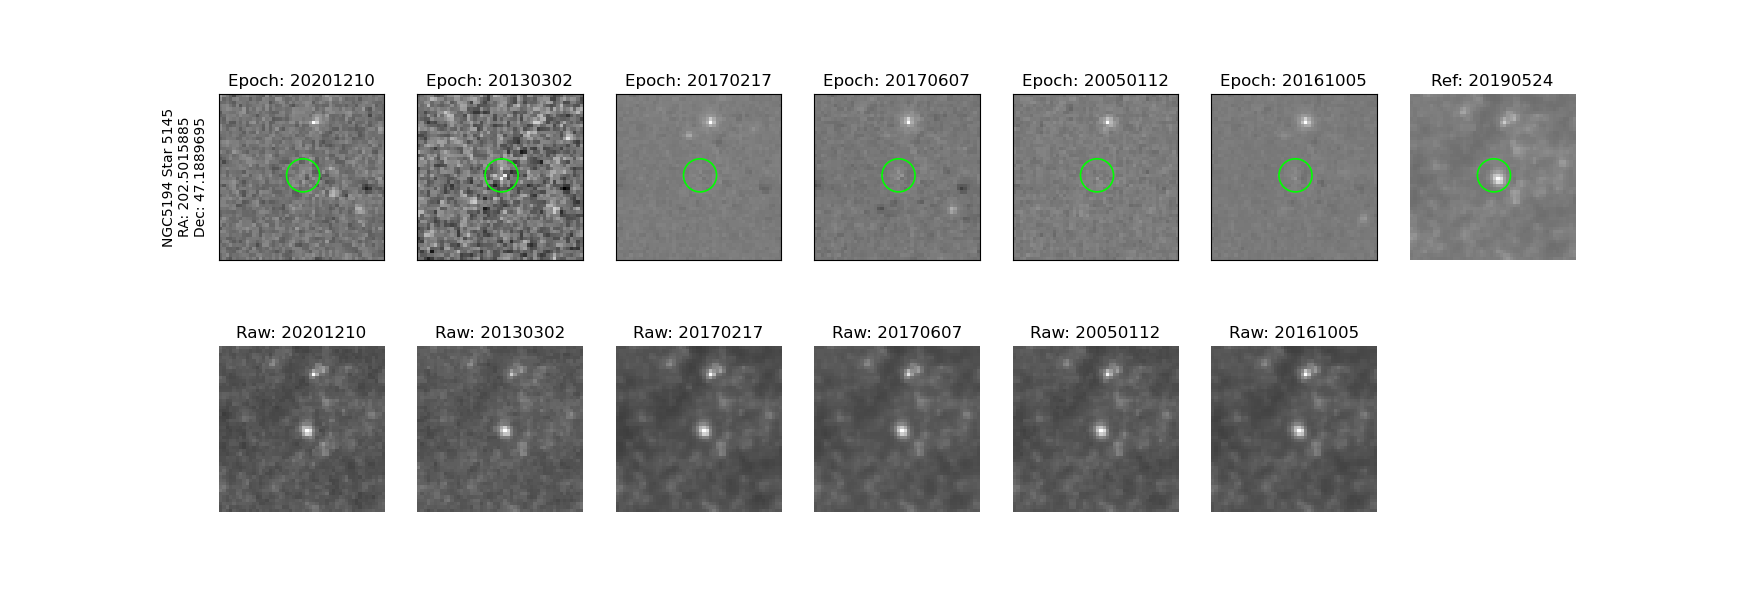 Epoch: 20201210
Epoch: 20130302
Epoch: 20170217
Epoch: 20170607
Epoch: 20050112
Epoch: 20161005
Ref: 20190524
NGC5194 Star 5145
RA: 202.5015885
Dec: 47.1889695
Raw: 20201210
Raw: 20130302
Raw: 20170217
Raw: 20170607
Raw: 20050112
Raw: 20161005